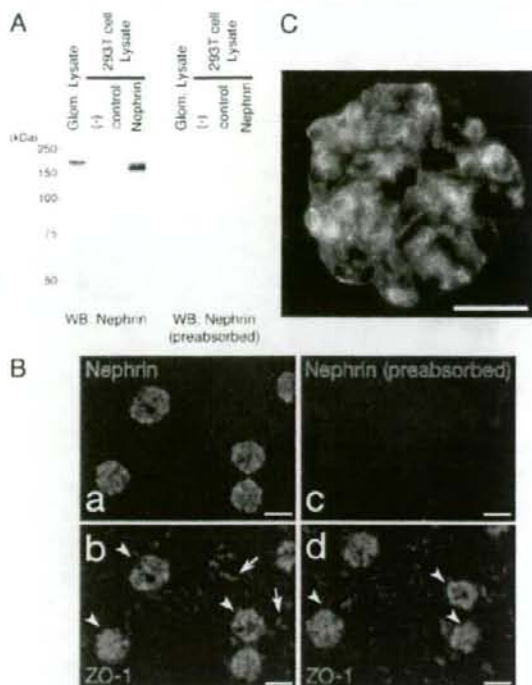 A
C
293T cell
Lysate
293T cell
Lysate
Glom. Lysate
(-)
control
Nephrin
Glom. Lysate
(-)
control
Nephrin
(kDa)
250
150
100
75
50
WB: Nephrin
WB: Nephrin
(preabsorbed)
B
Nephrin
Nephrin (preabsorbed)
a
c
b
d
ZO-1
ZO-1